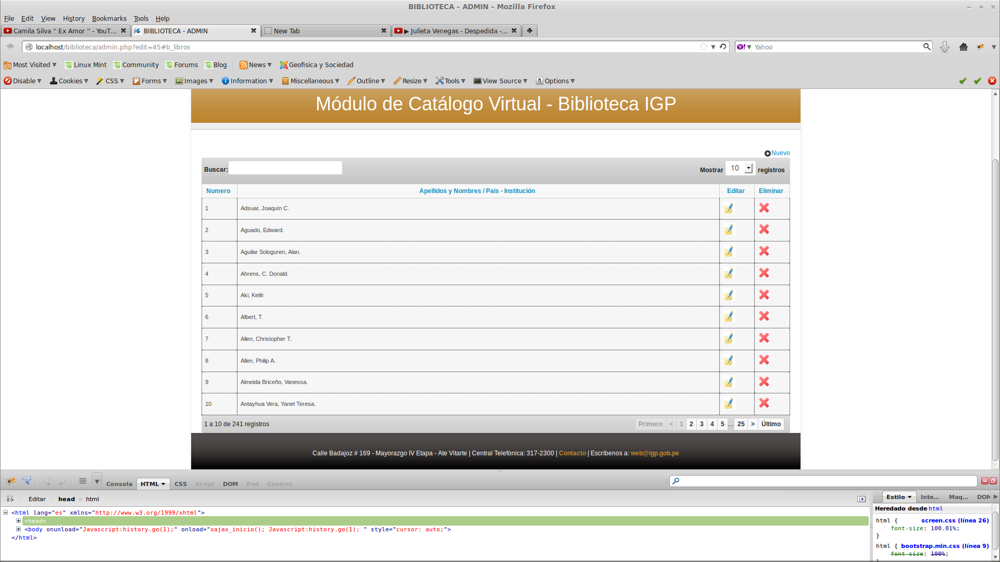 BIBLIOTECA - ADMIN - Mozilla Firefox
File Edit View History Bookmarks Tools Help
Camila Silva '' Ex Amor '' - YouT... BIBLIOTECA - ADMIN New Tab ▶ Julieta Venegas - Despedida -...
localhost/biblioteca/admin.php?edit=45#b_libros Yahoo
Most Visited Linux Mint Community Forums Blog News Geofisica y Sociedad
Disable Cookies CSS Forms Images Information Miscellaneous Outline Resize Tools View Source Options
Módulo de Catálogo Virtual - Biblioteca IGP
Nuevo
Buscar: Mostrar 10 registros
Numero Apellidos y Nombres / Pais - Institución Editar Eliminar
1 Adsuar, Joaquín C.
2 Aguado, Edward.
3 Aguilar Sologuren, Alan.
4 Ahrens, C. Donald.
5 Aki, Keiiti
6 Albert, T.
7 Allen, Christopher T.
8 Allen, Philip A.
9 Almeida Briceño, Vanessa.
10 Antayhua Vera, Yanet Teresa.
1 a 10 de 241 registros Primero < 1 2 3 4 5 ... 25 > Último
Calle Badajoz # 169 - Mayorazgo IV Etapa - Ate Vitarte | Central Telefónica: 317-2300 | Contacto | Escríbenos a: web@igp.gob.pe
Consola HTML CSS Script DOM Red Cookies
Editar head < html
Estilo Inte... Maq... DOM
<html lang="es" xmlns="http://www.w3.org/1999/xhtml">
<head>
<body onunload="Javascript:history.go(1);" onload="xajax_inicio(); Javascript:history.go(1); " style="cursor: auto;">
</html>
Heredado desde html
html { screen.css (línea 26)
font-size: 100.01%;
}
html { bootstrap.min.css (línea 9)
font-size: 100%;